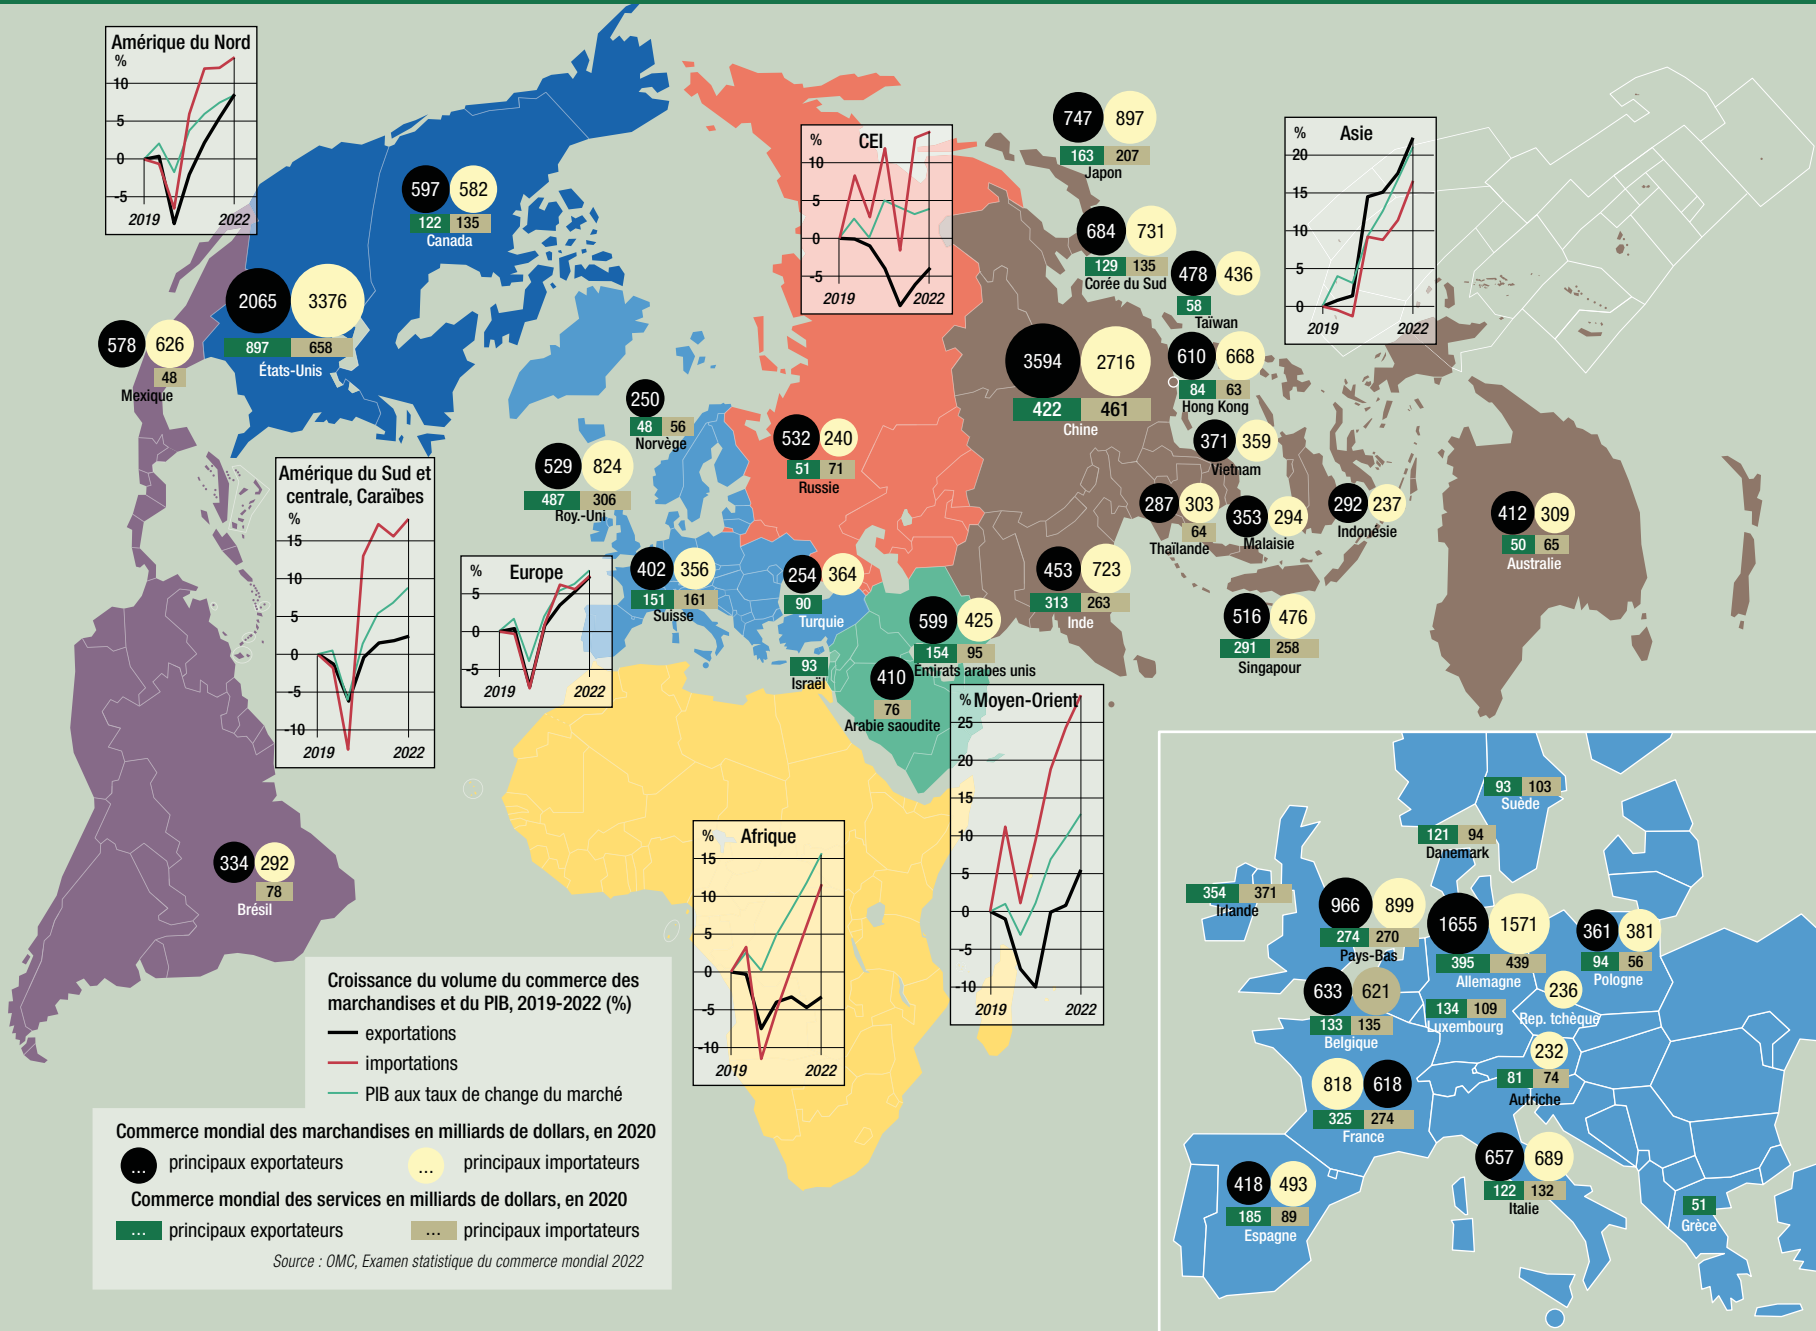 Amérique du Nord
%
10
5
0
-5
2019 2022
597 582
122 135
Canada
2065 3376
897 658
États-Unis
578 626
48
Mexique
Amérique du Sud et
centrale, Caraïbes
%
15
10
5
0
-5
-10
2019 2022
334 292
78
Brésil
250
48 56
Norvège
529 824
487 306
Roy.-Uni
Europe
%
5
0
-5
2019 2022
402 356
151 161
Suisse
254 364
90
Turquie
93
Israël
CEI
%
10
5
0
-5
2019 2022
532 240
51 71
Russie
599 425
154 95
Émirats arabes unis
410
76
Arabie saoudite
% Moyen-Orient
25
20
15
10
5
0
-5
-10
2019 2022
Afrique
%
15
10
5
0
-5
-10
2019 2022
747 897
163 207
Japon
684 731
129 135
Corée du Sud
478 436
58
Taïwan
3594 2716
422 461
Chine
610 668
84 63
Hong Kong
371 359
Vietnam
287 303
64
Thaïlande
353 294
Malaisie
292 237
Indonésie
453 723
313 263
Inde
516 476
291 258
Singapour
Asie
%
20
15
10
5
0
2019 2022
412 309
50 65
Australie
93 103
Suède
121 94
Danemark
354 371
Irlande
966 899
274 270
Pays-Bas
1655 1571
395 439
Allemagne
361 381
94 56
Pologne
633 621
133 135
Belgique
134 109
Luxembourg
236
Rep. tchèque
232
81 74
Autriche
818 618
325 274
France
657 689
122 132
Italie
418 493
185 89
Espagne
51
Grèce
Croissance du volume du commerce des
marchandises et du PIB, 2019-2022 (%)
exportations
importations
PIB aux taux de change du marché
Commerce mondial des marchandises en milliards de dollars, en 2020
... principaux exportateurs ... principaux importateurs
Commerce mondial des services en milliards de dollars, en 2020
... principaux exportateurs ... principaux importateurs
Source : OMC, Examen statistique du commerce mondial 2022